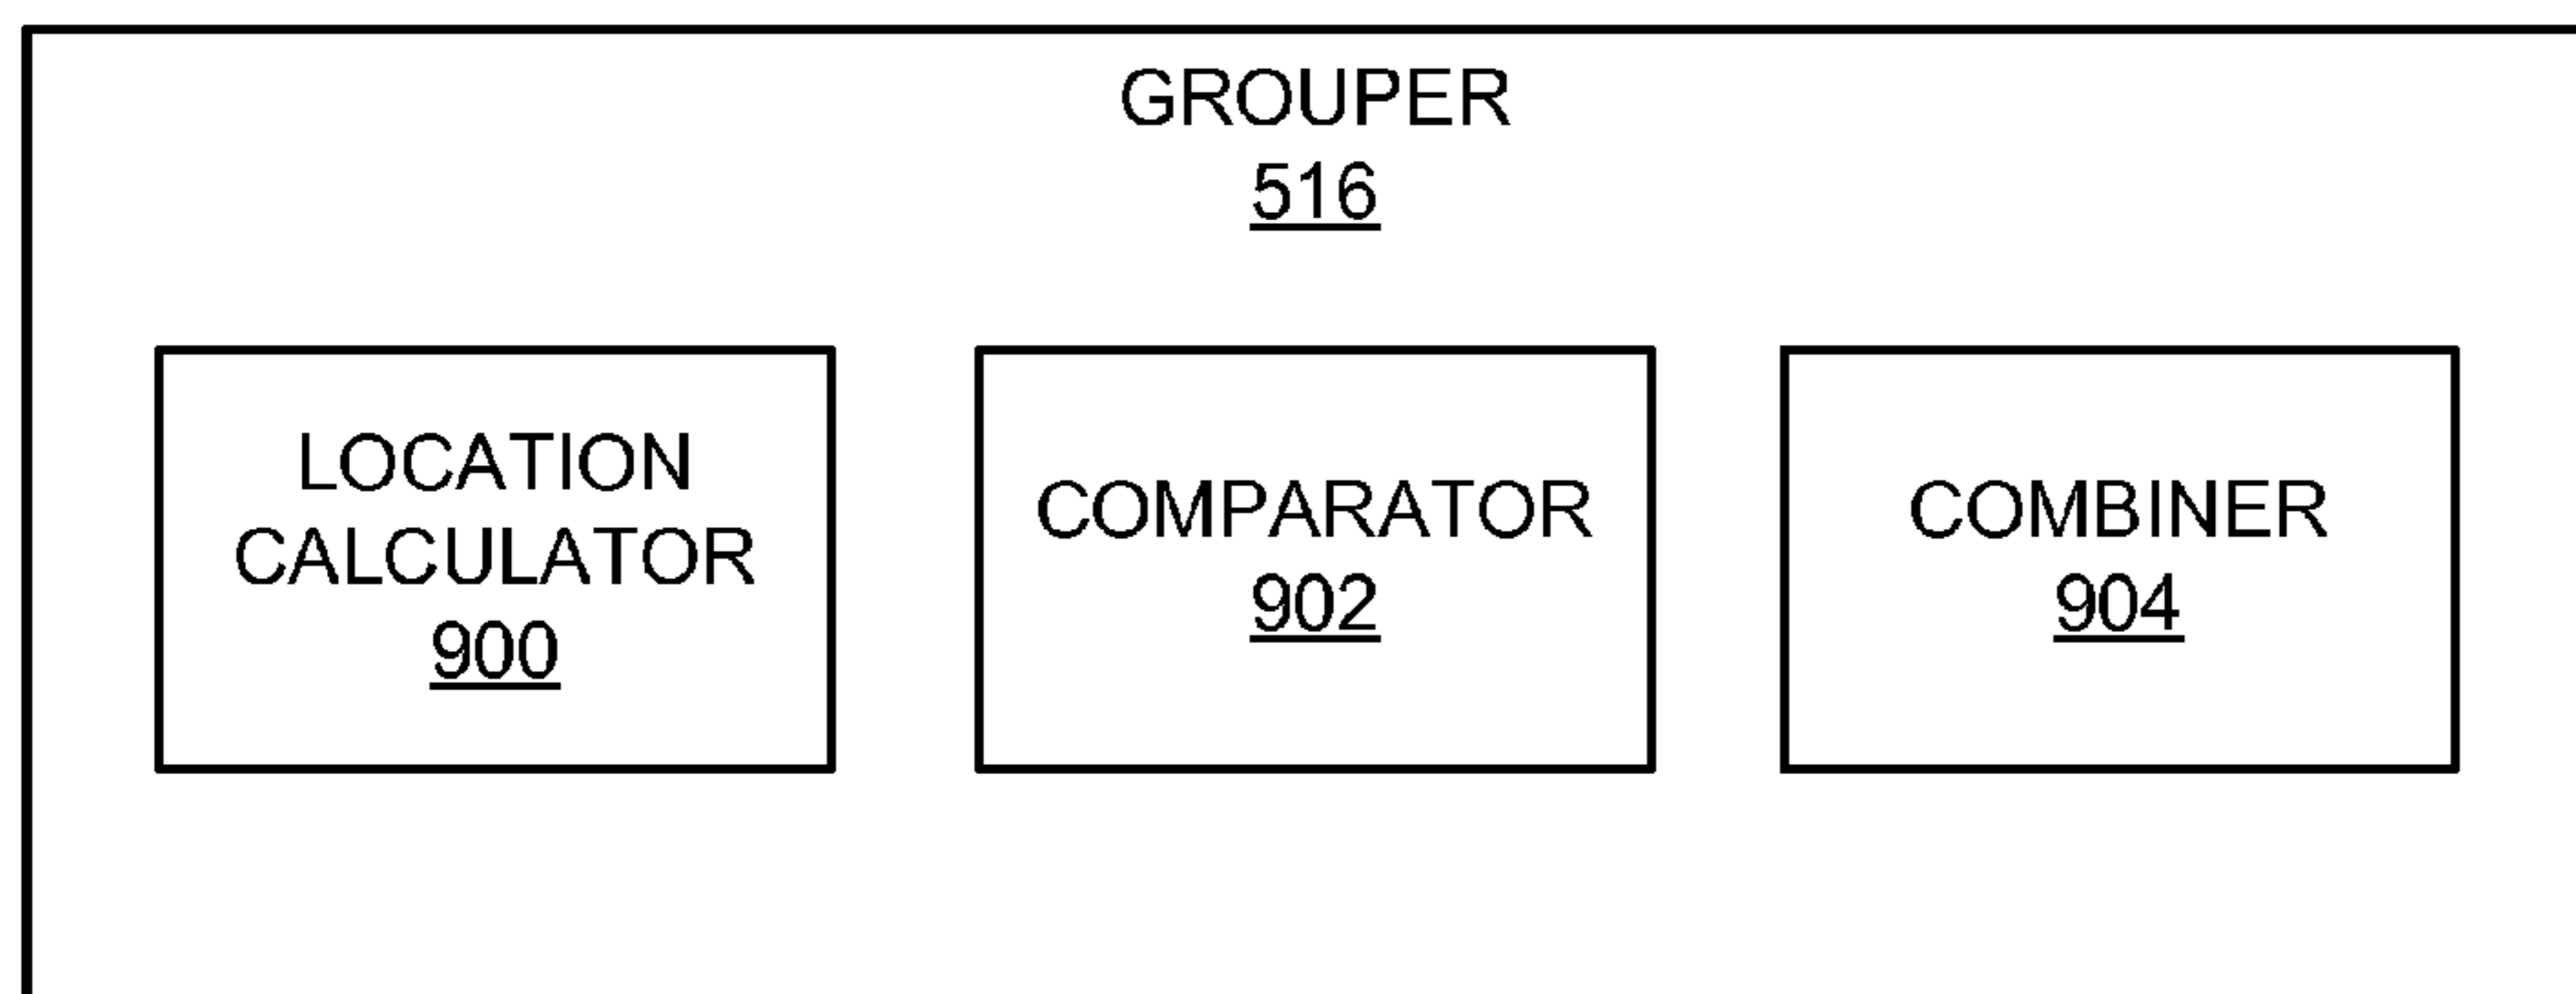 GROUPER
516
LOCATION
CALCULATOR
900
COMPARATOR
902
COMBINER
904